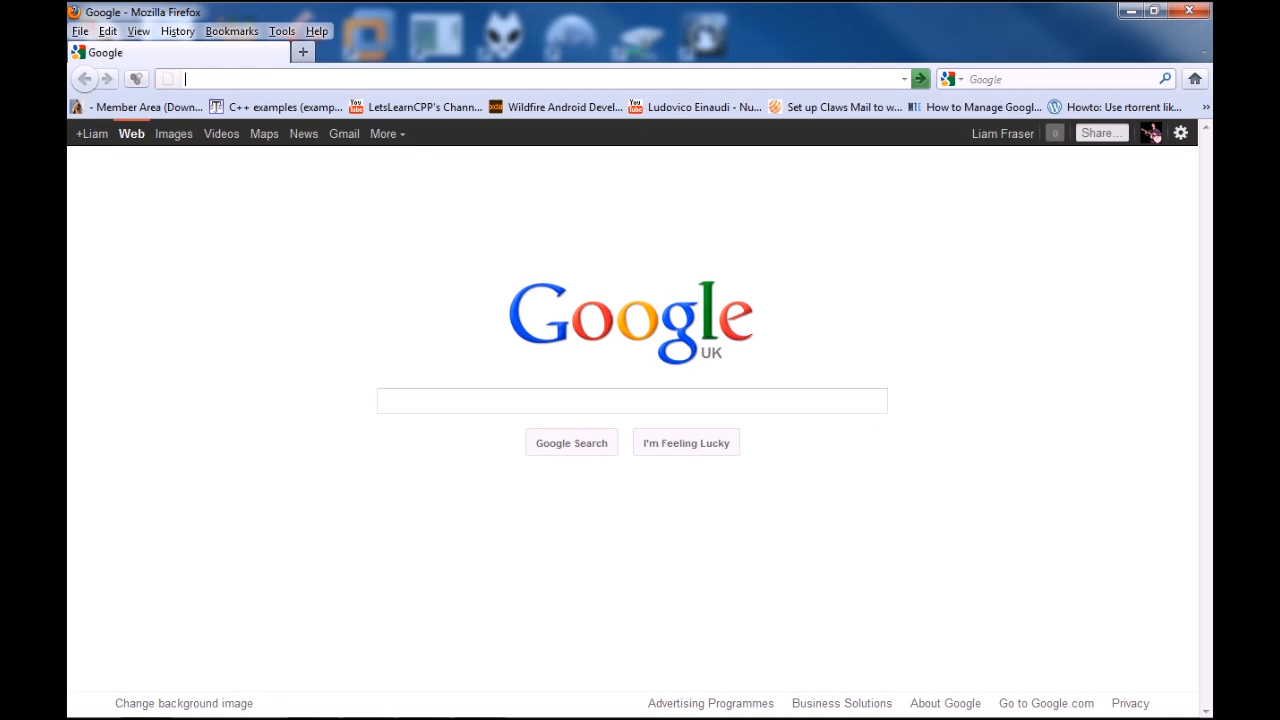 Google - Mozilla Firefox
File Edit View History Bookmarks Tools Help
Google +
Google
- Member Area (Down... C++ examples (examp... LetsLearnCPP's Chann... Wildfire Android Devel... Ludovico Einaudi - Nu... Set up Claws Mail to w... How to Manage Googl... Howto: Use rtorrent lik... »
+Liam Web Images Videos Maps News Gmail More Liam Fraser 0 Share...
Google
UK
Google Search I'm Feeling Lucky
Change background image Advertising Programmes Business Solutions About Google Go to Google.com Privacy